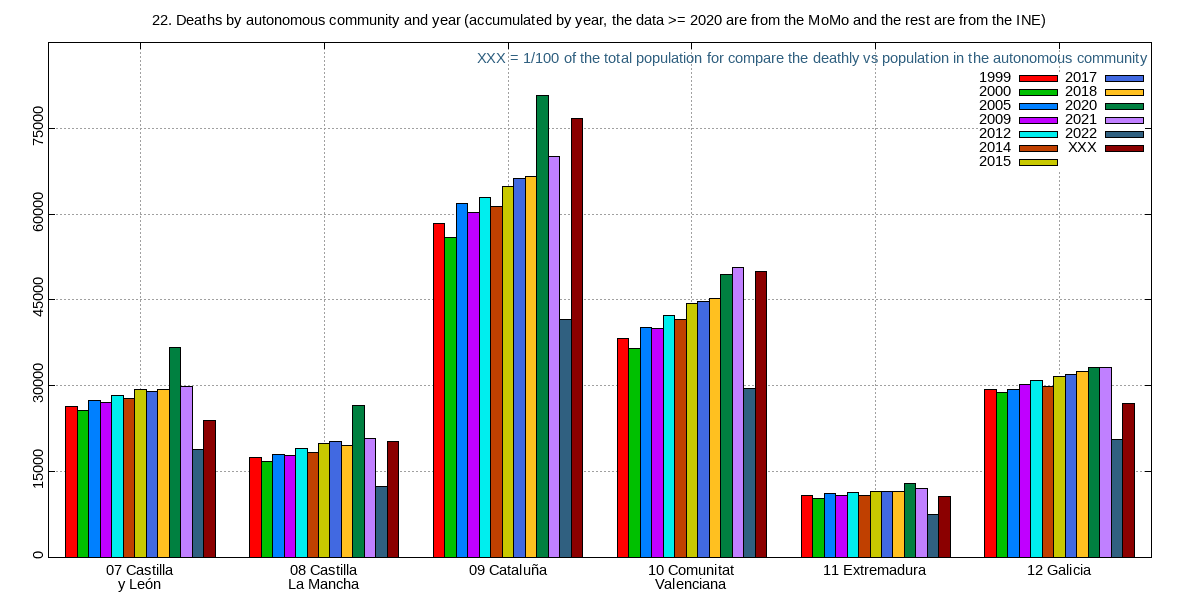 22. Deaths by autonomous community and year (accumulated by year, the data >= 2020 are from the MoMo and the rest are from the INE)
XXX = 1/100 of the total population for compare the deathly vs population in the autonomous community
1999 2017
2000 2018
2005 2020
2009 2021
2012 2022
2014 XXX
2015
75000
60000
45000
30000
15000
0
07 Castilla
y León
08 Castilla
La Mancha
09 Cataluña
10 Comunitat
Valenciana
11 Extremadura
12 Galicia